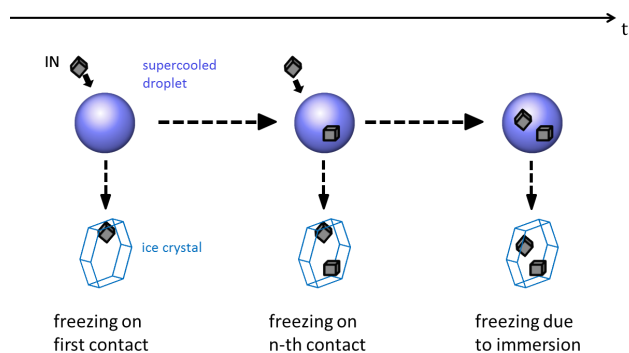 t
IN
supercooled
droplet
ice crystal
freezing on
first contact
freezing on
n-th contact
freezing due
to immersion